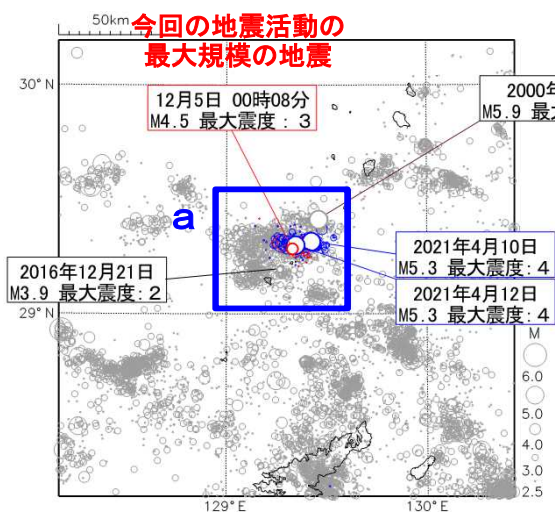 50km
今回の地震活動の
最大規模の地震
30°N
12月5日 00時08分
M4.5 最大震度：3
2000年
M5.9 最
a
2021年4月10日
M5.3 最大震度：4
2016年12月21日
M3.9 最大震度：2
2021年4月12日
M5.3 最大震度：4
29°N
M
6.0
5.0
4.0
3.0
2.5
129°E
130°E